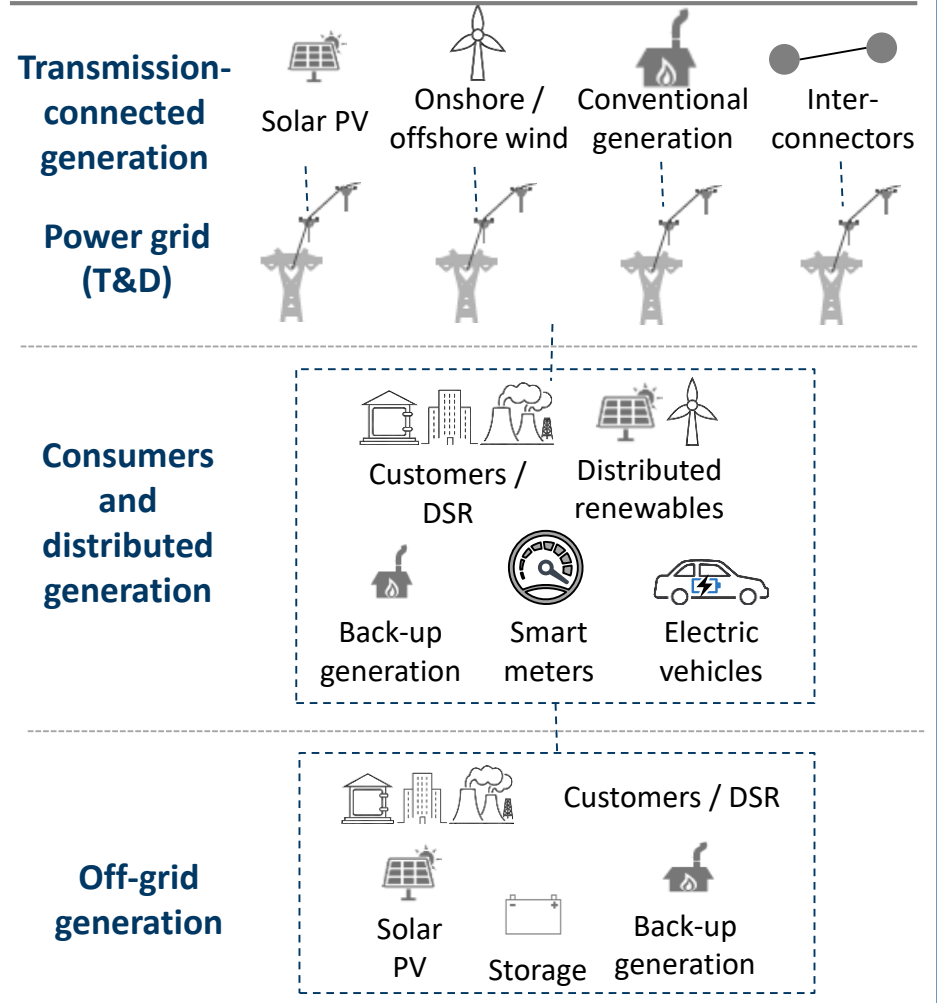 Transmission-
connected
generation
Solar PV
Onshore /
offshore wind
Conventional
generation
Inter-
connectors
Power grid
(T&D)
Consumers
and
distributed
generation
Customers /
DSR
Distributed
renewables
Back-up
generation
Smart
meters
Electric
vehicles
Off-grid
generation
Customers / DSR
Solar
PV
Storage
Back-up
generation